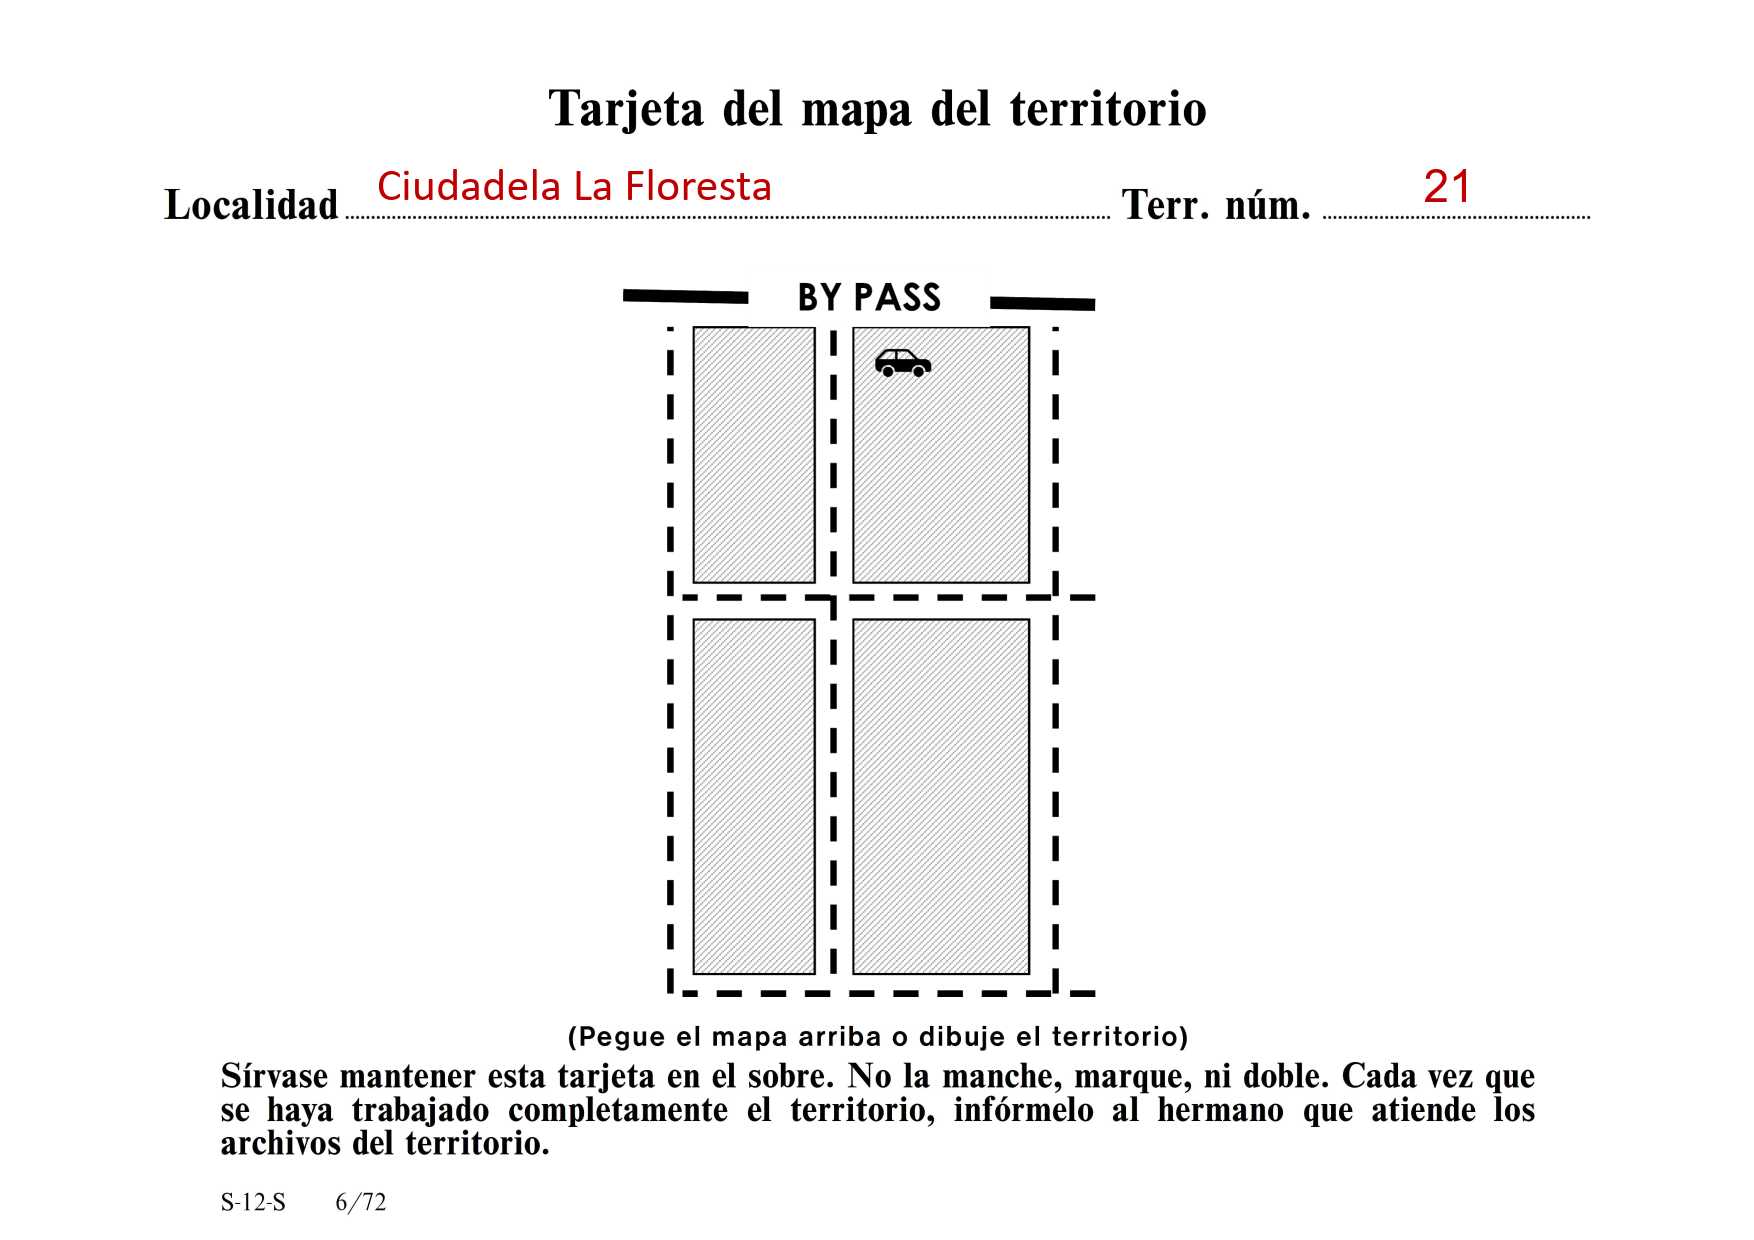 Tarjeta del mapa del territorio
Localidad Ciudadela La Floresta Terr. núm. 21
BY PASS
(Pegue el mapa arriba o dibuje el territorio)
Sírvase mantener esta tarjeta en el sobre. No la manche, marque, ni doble. Cada vez que
se haya trabajado completamente el territorio, infórmelo al hermano que atiende los
archivos del territorio.
S-12-S 6/72